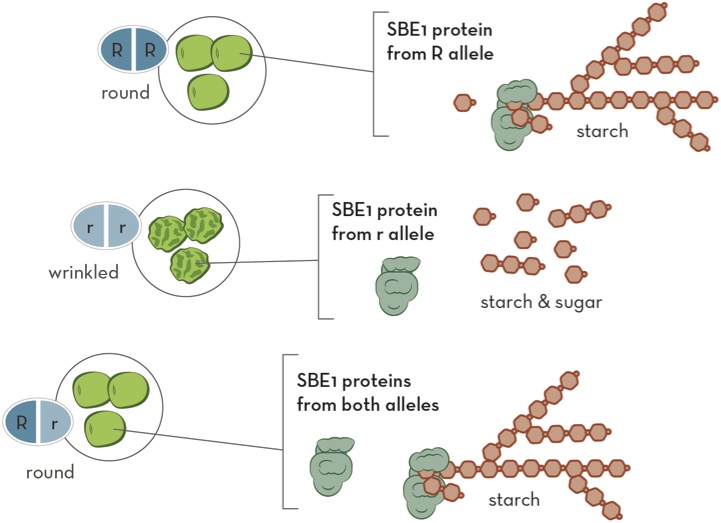 SBE1 protein
from R allele
R R
round
starch
SBE1 protein
from r allele
r r
wrinkled
starch & sugar
SBE1 proteins
from both alleles
R r
round
starch